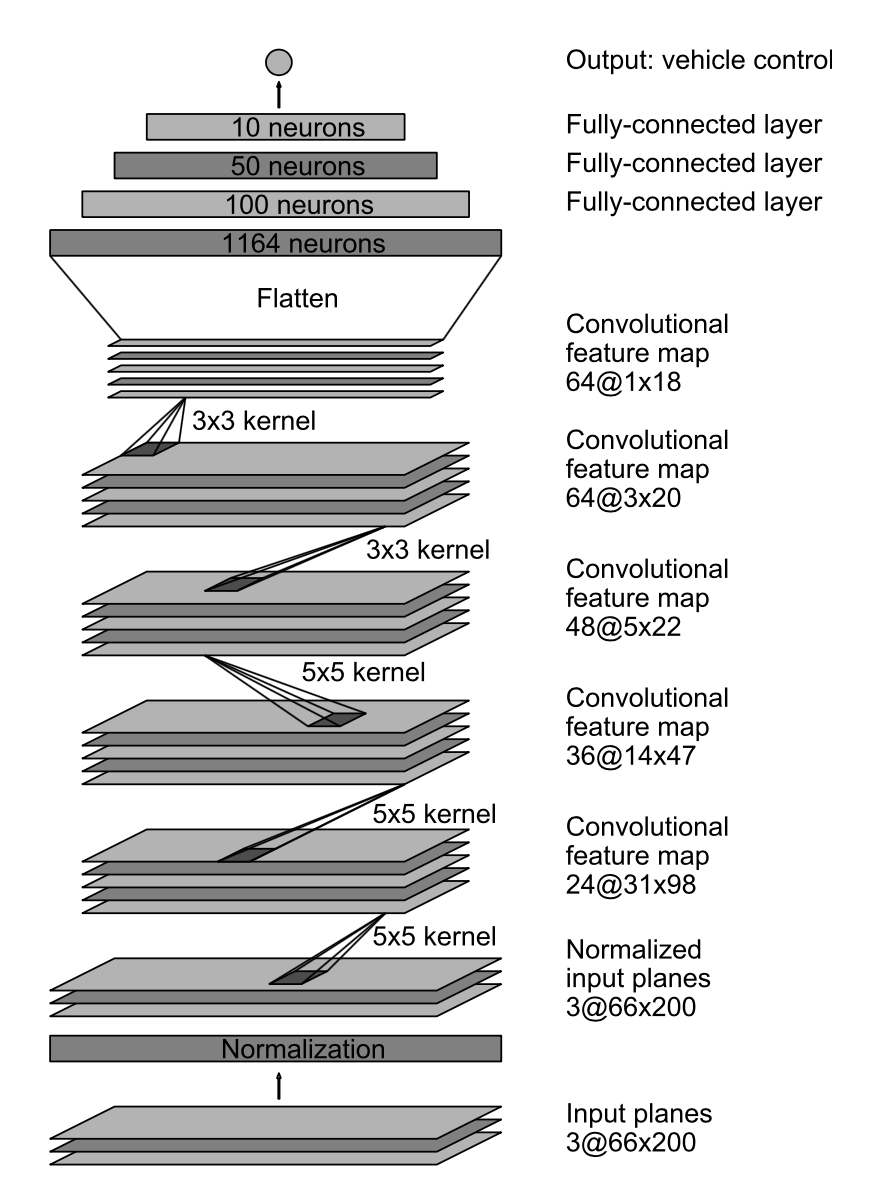 Output: vehicle control
10 neurons
Fully-connected layer
50 neurons
Fully-connected layer
100 neurons
Fully-connected layer
1164 neurons
Flatten
Convolutional
feature map
64@1x18
3x3 kernel
Convolutional
feature map
64@3x20
3x3 kernel
Convolutional
feature map
48@5x22
5x5 kernel
Convolutional
feature map
36@14x47
5x5 kernel
Convolutional
feature map
24@31x98
5x5 kernel
Normalized
input planes
3@66x200
Normalization
Input planes
3@66x200